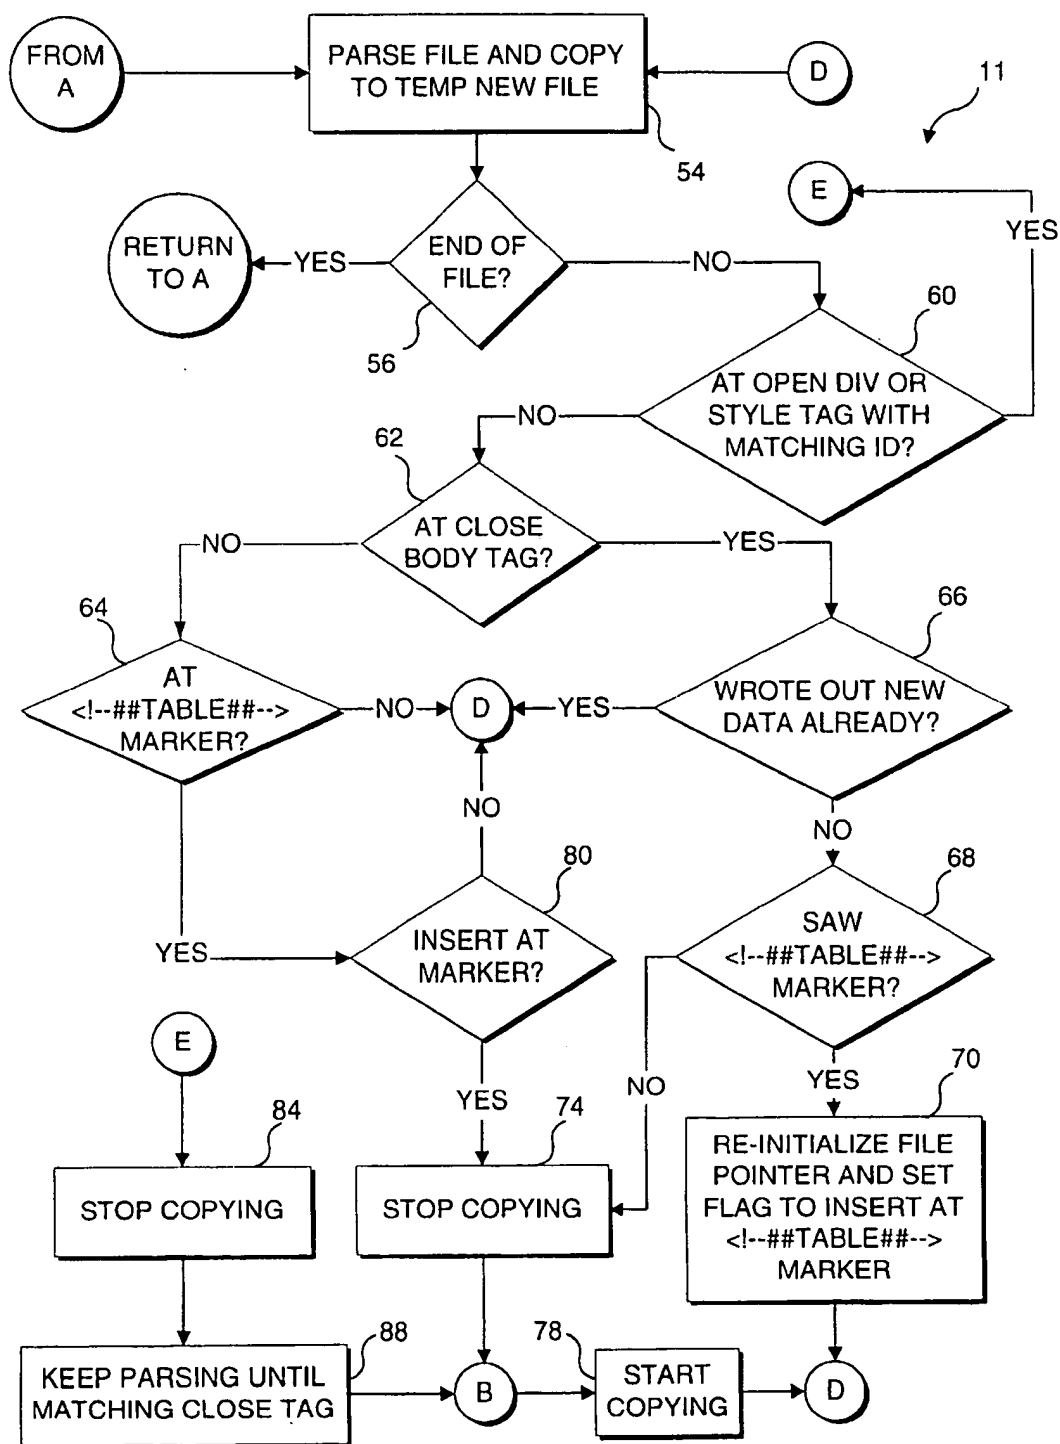 FROM
A
PARSE FILE AND COPY
TO TEMP NEW FILE
D
11
54
E
YES
RETURN
TO A
YES
END OF
FILE?
NO
56
60
AT OPEN DIV OR
STYLE TAG WITH
MATCHING ID?
NO
62
AT CLOSE
BODY TAG?
NO
YES
64
66
AT
<!--##TABLE##-->
MARKER?
NO
D
YES
WROTE OUT NEW
DATA ALREADY?
NO
NO
80
68
YES
INSERT AT
MARKER?
SAW
<!--##TABLE##-->
MARKER?
E
YES
NO
YES
84
74
70
STOP COPYING
STOP COPYING
RE-INITIALIZE FILE
POINTER AND SET
FLAG TO INSERT AT
<!--##TABLE##-->
MARKER
88
78
KEEP PARSING UNTIL
MATCHING CLOSE TAG
B
START
COPYING
D